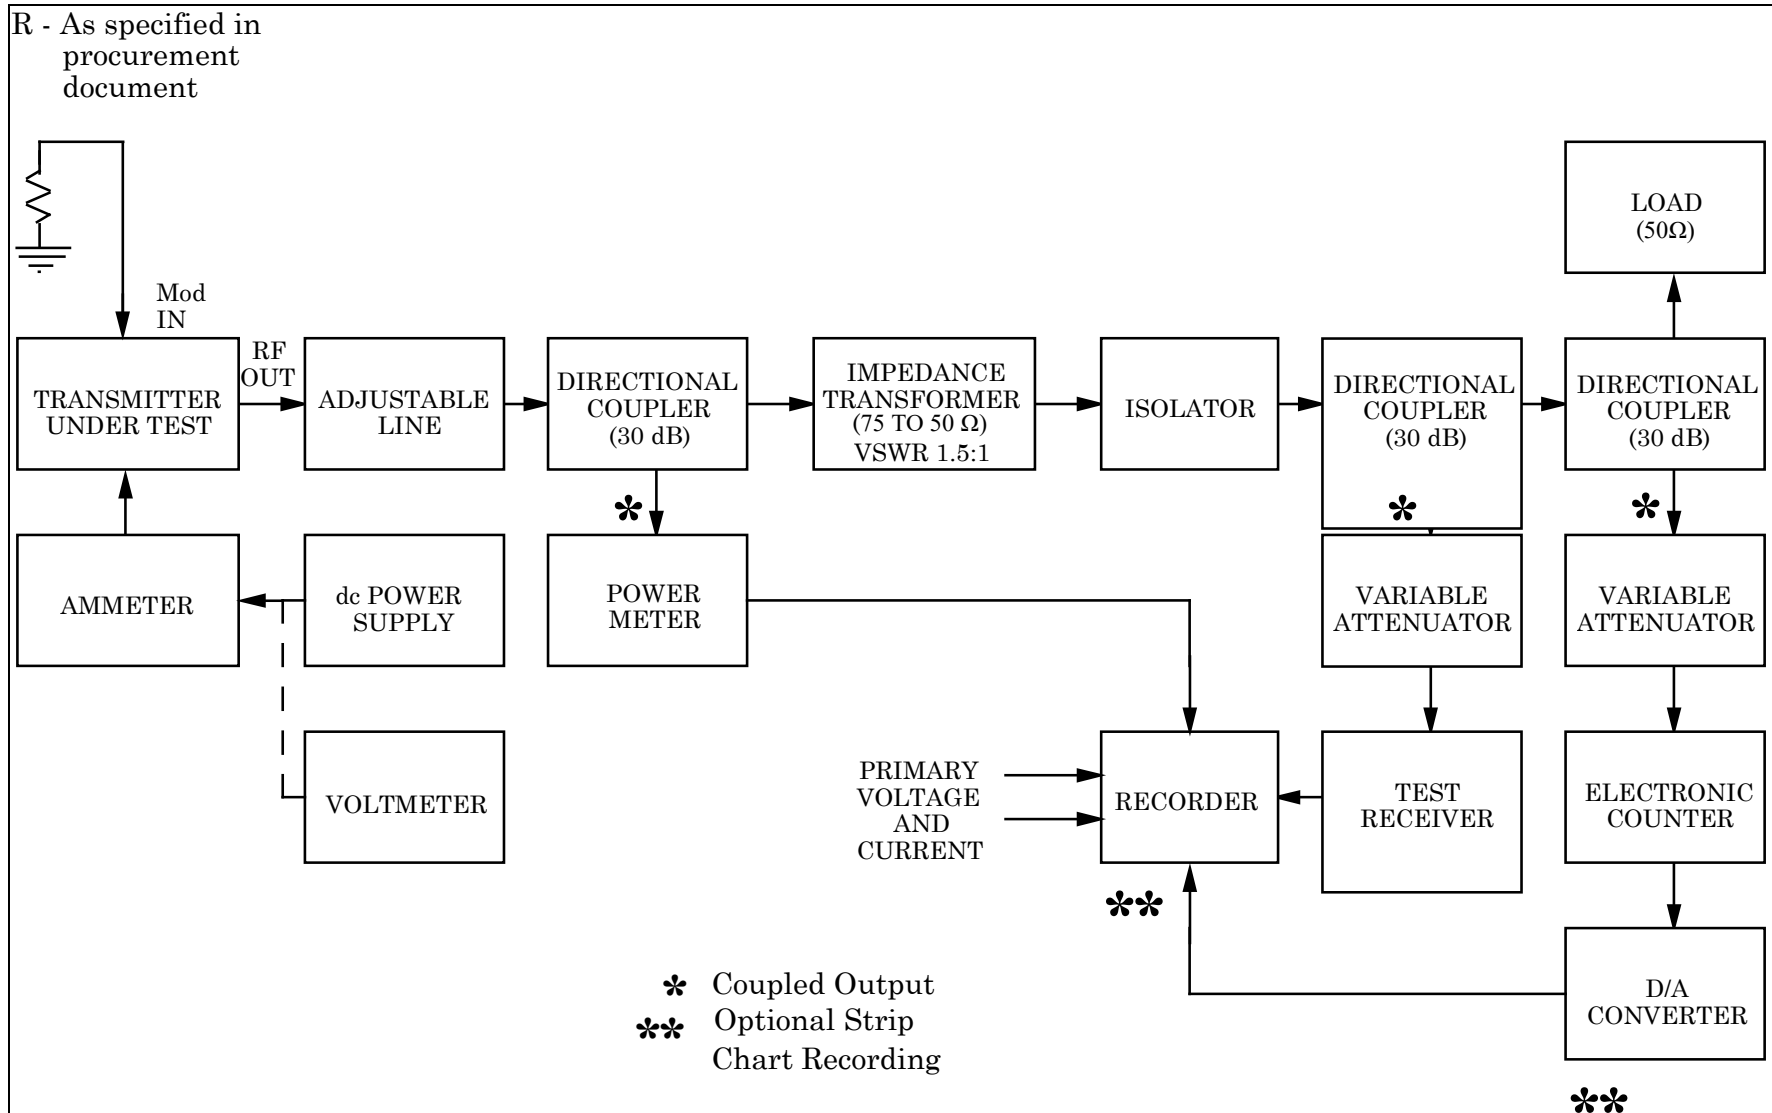 R - As specified in
procurement
document
Mod
IN
RF
OUT
TRANSMITTER
UNDER TEST
ADJUSTABLE
LINE
DIRECTIONAL
COUPLER
(30 dB)
IMPEDANCE
TRANSFORMER
(75 TO 50 Ω)
VSWR 1.5:1
ISOLATOR
DIRECTIONAL
COUPLER
(30 dB)
DIRECTIONAL
COUPLER
(30 dB)
LOAD
(50Ω)
*
*
*
AMMETER
dc POWER
SUPPLY
POWER
METER
VARIABLE
ATTENUATOR
VARIABLE
ATTENUATOR
VOLTMETER
PRIMARY
VOLTAGE
AND
CURRENT
RECORDER
TEST
RECEIVER
ELECTRONIC
COUNTER
**
D/A
CONVERTER
* Coupled Output
** Optional Strip
Chart Recording
**